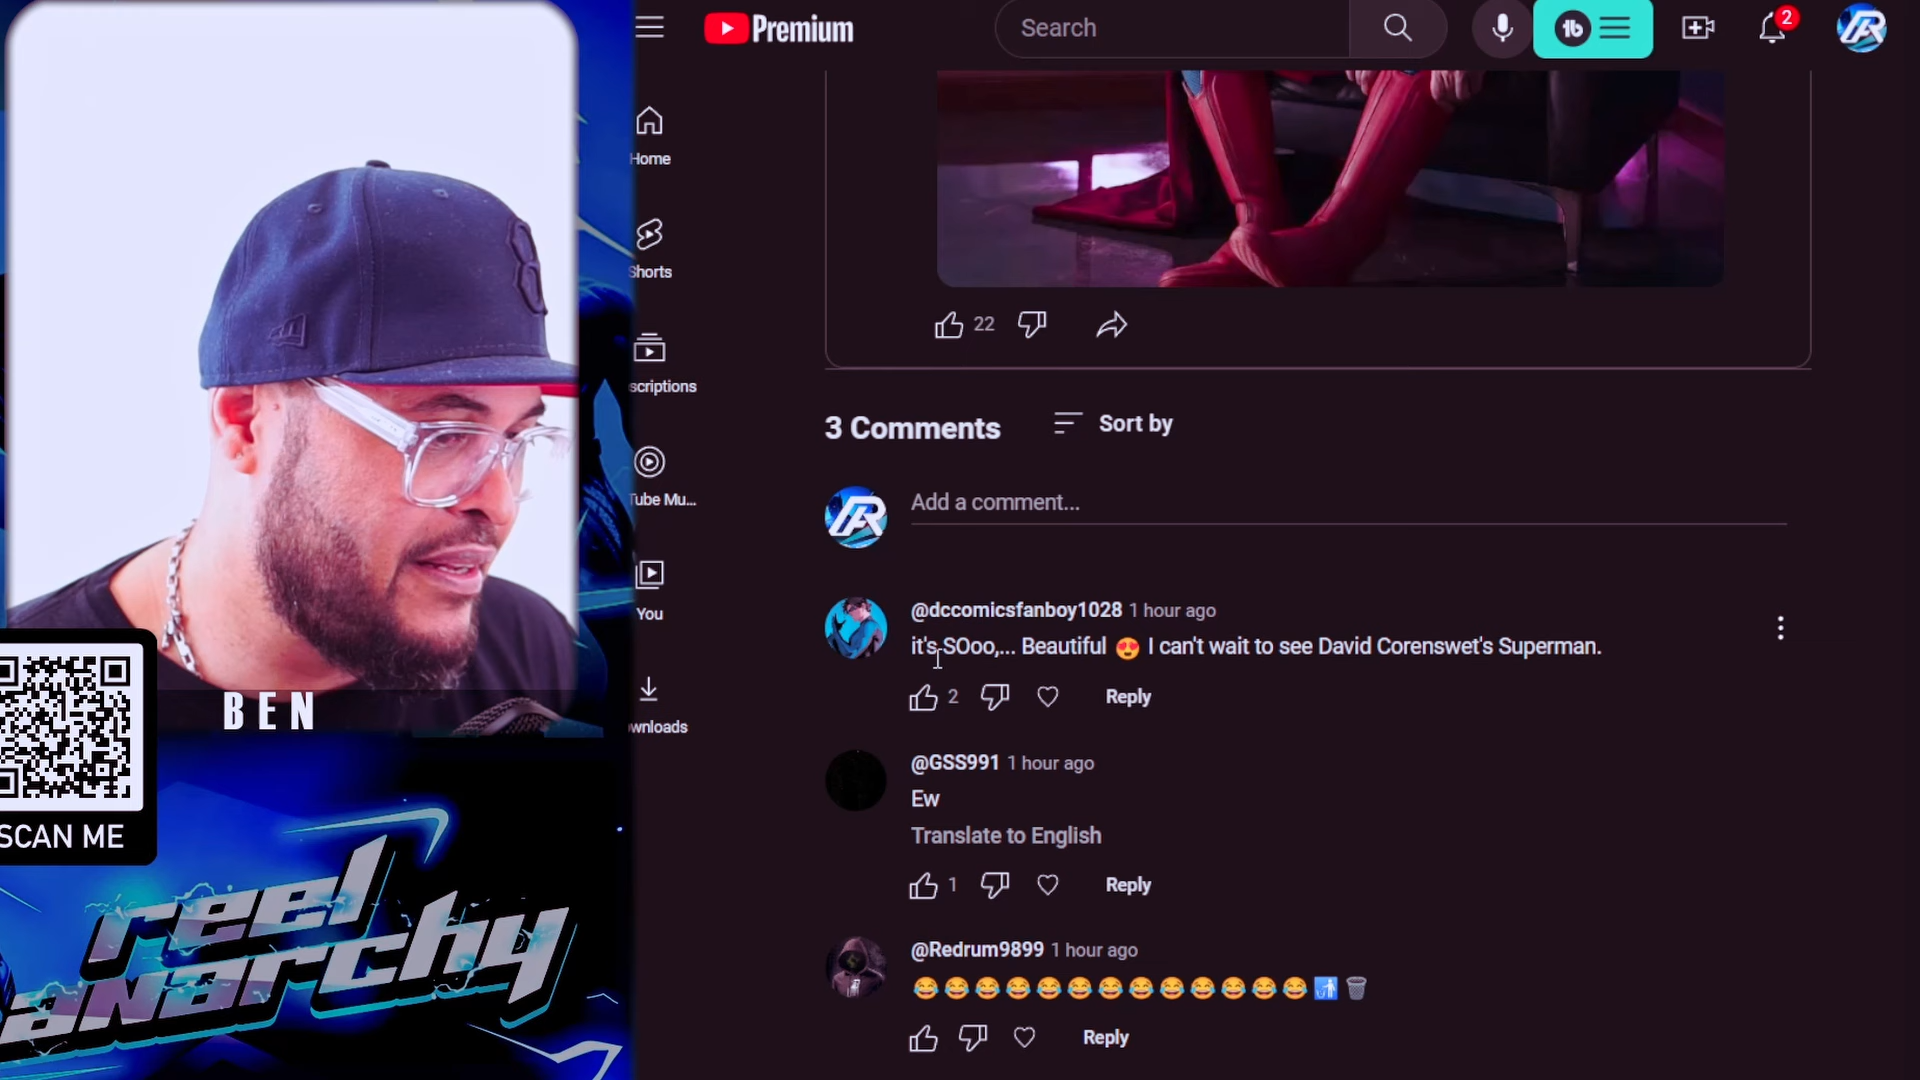 Premium
Search
tb
2
Home
Shorts
scriptions
Tube Mu...
You
wnloads
22
3 Comments
Sort by
Add a comment...
@dccomicsfanboy1028 1 hour ago
it's SOoo,... Beautiful 😍 I can't wait to see David Corenswet's Superman.
2
Reply
@GSS991 1 hour ago
Ew
Translate to English
1
Reply
@Redrum9899 1 hour ago
😂😂😂😂😂😂😂😂😂😂😂😂😂🚮🗑️
Reply
BEN
SCAN ME
reel
anarchy